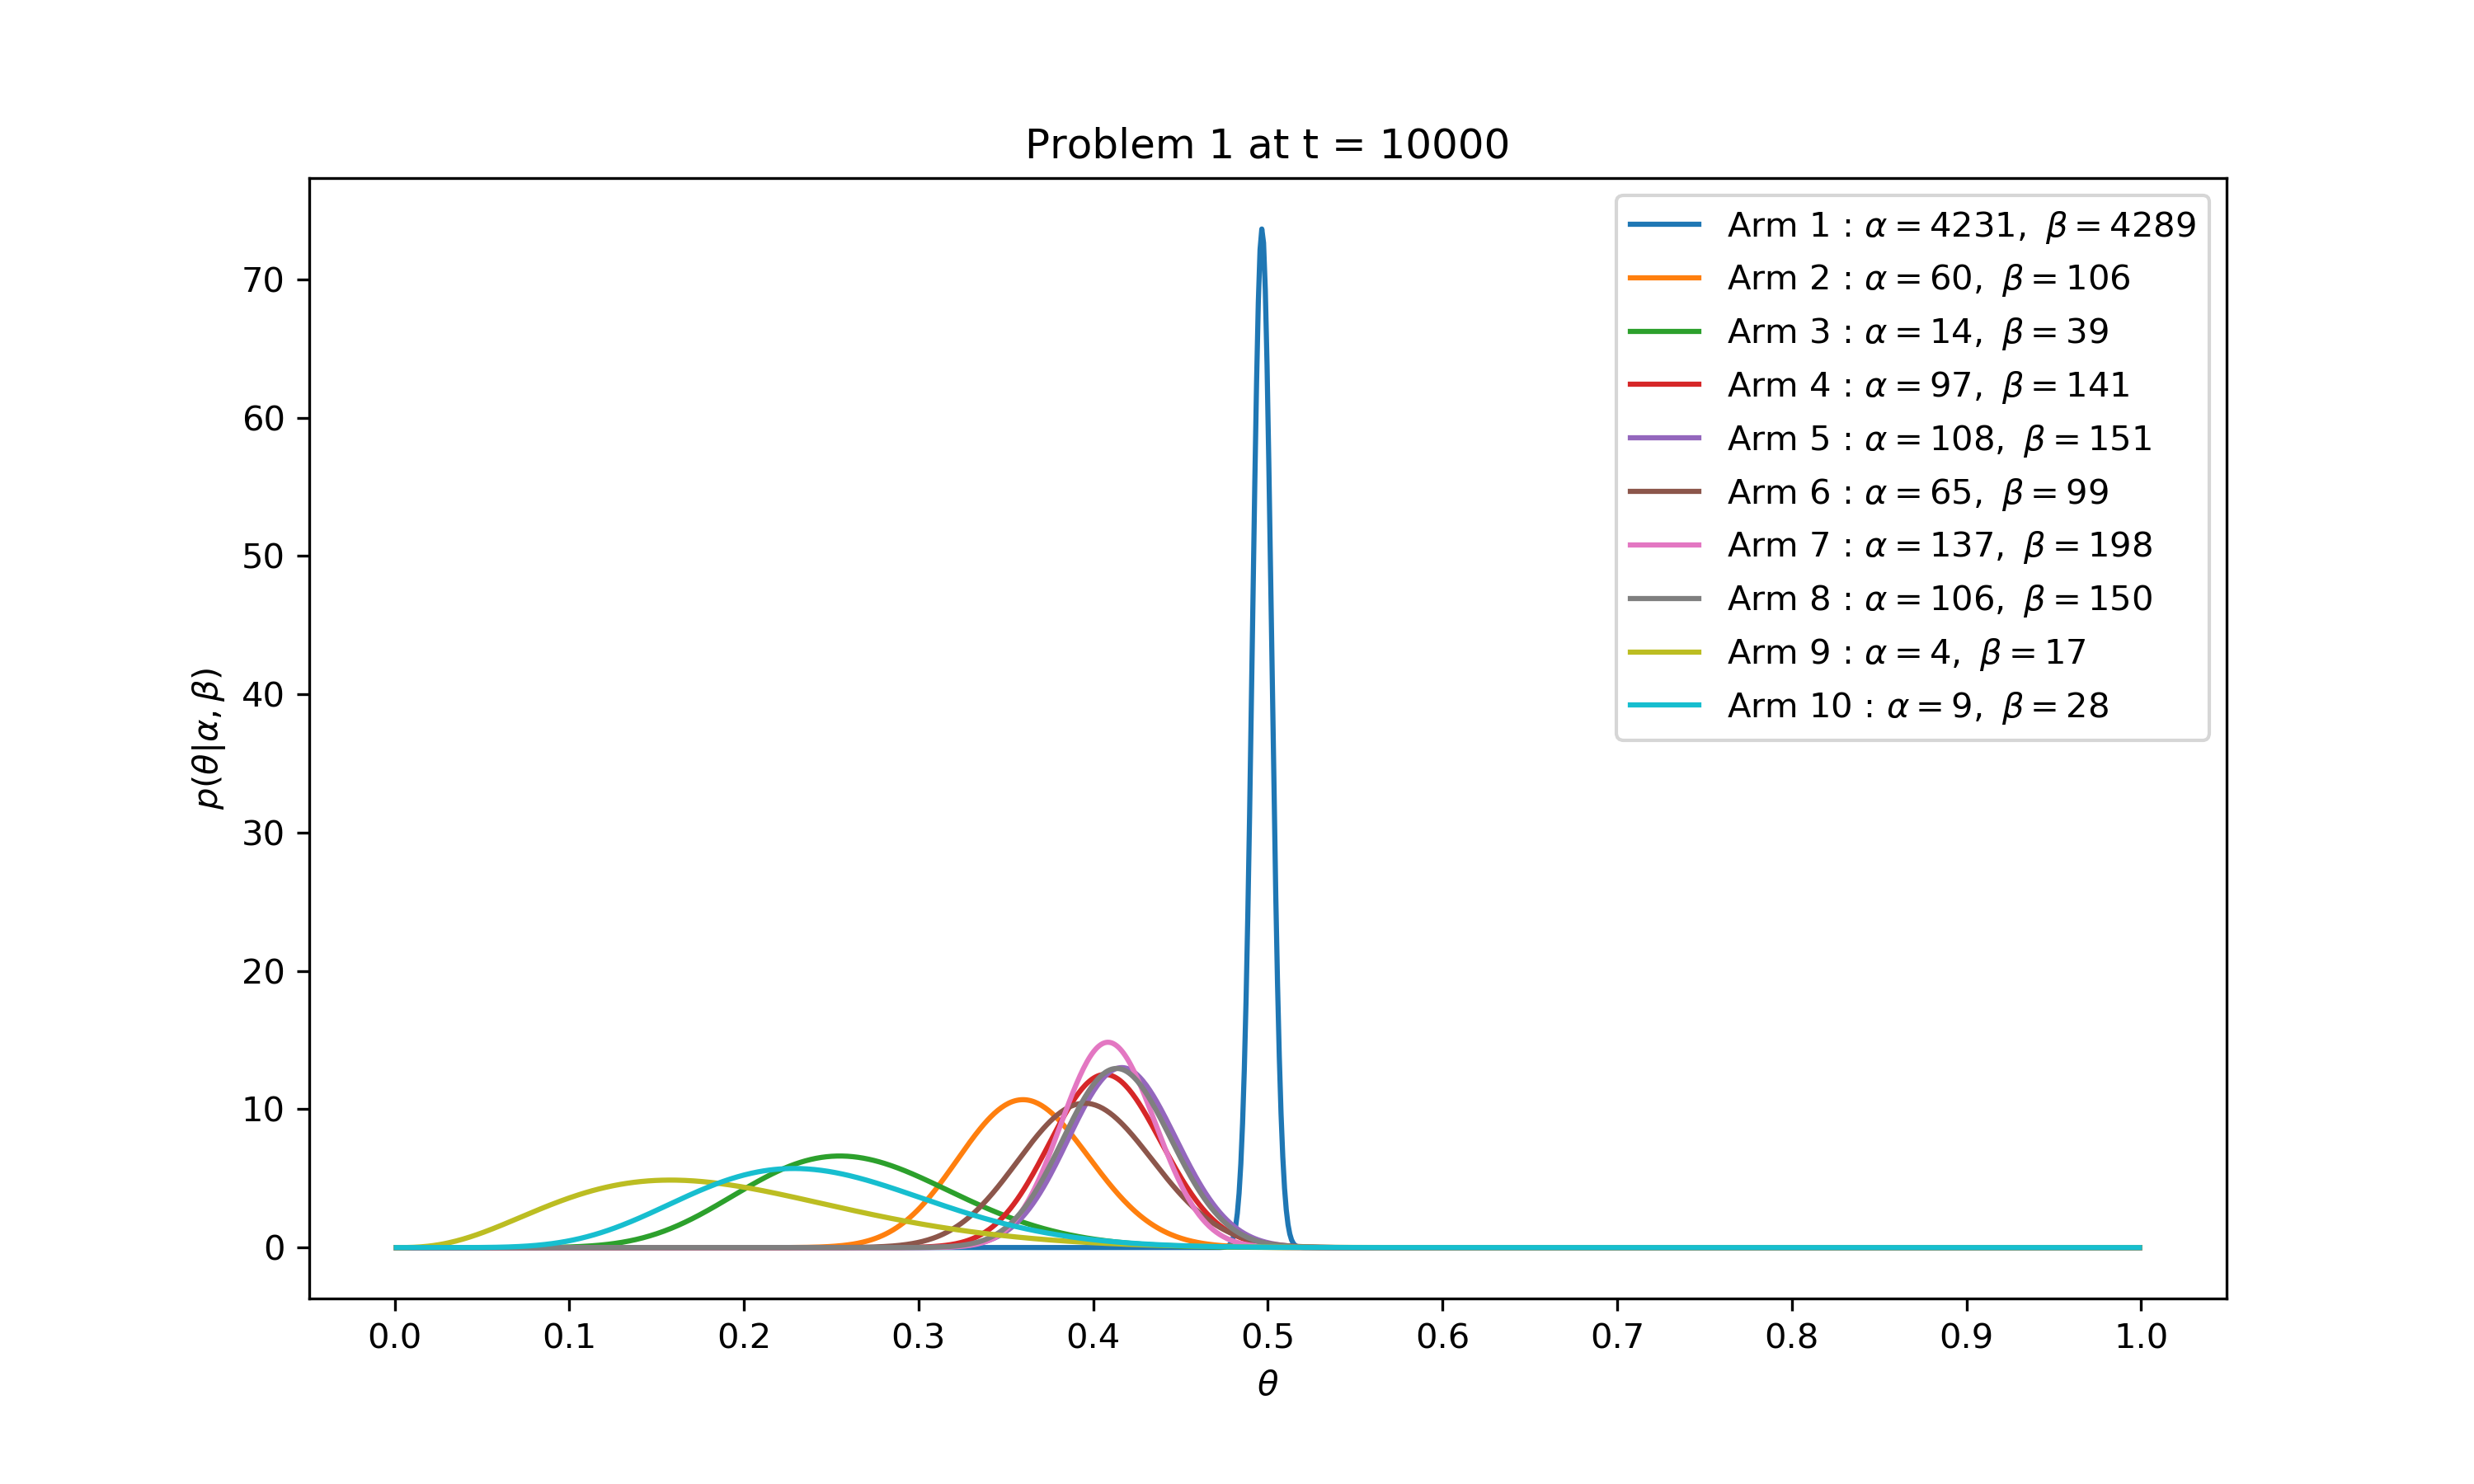 Problem 1 at t = 10000
Arm 1 : α = 4231, β = 4289
Arm 2 : α = 60, β = 106
Arm 3 : α = 14, β = 39
Arm 4 : α = 97, β = 141
Arm 5 : α = 108, β = 151
Arm 6 : α = 65, β = 99
Arm 7 : α = 137, β = 198
Arm 8 : α = 106, β = 150
Arm 9 : α = 4, β = 17
Arm 10 : α = 9, β = 28
p(θ|α, β)
70
60
50
40
30
20
10
0
0.0 0.1 0.2 0.3 0.4 0.5 0.6 0.7 0.8 0.9 1.0
θ